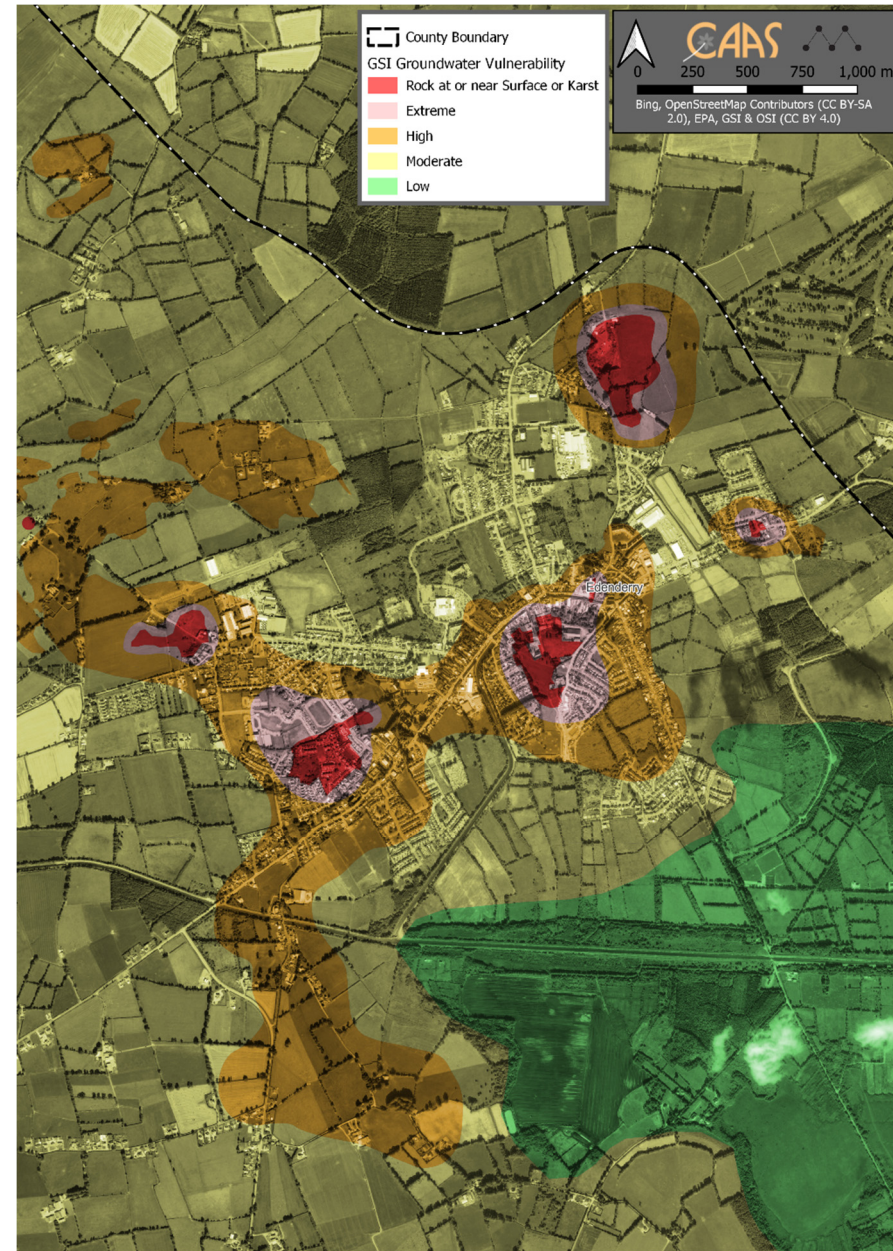 County Boundary
GSI Groundwater Vulnerability
Rock at or near Surface or Karst
Extreme
High
Moderate
Low
CAAS
0 250 500 750 1,000 m
Bing, OpenStreetMap Contributors (CC BY-SA
2.0), EPA, GSI & OSI (CC BY 4.0)
Edenderry